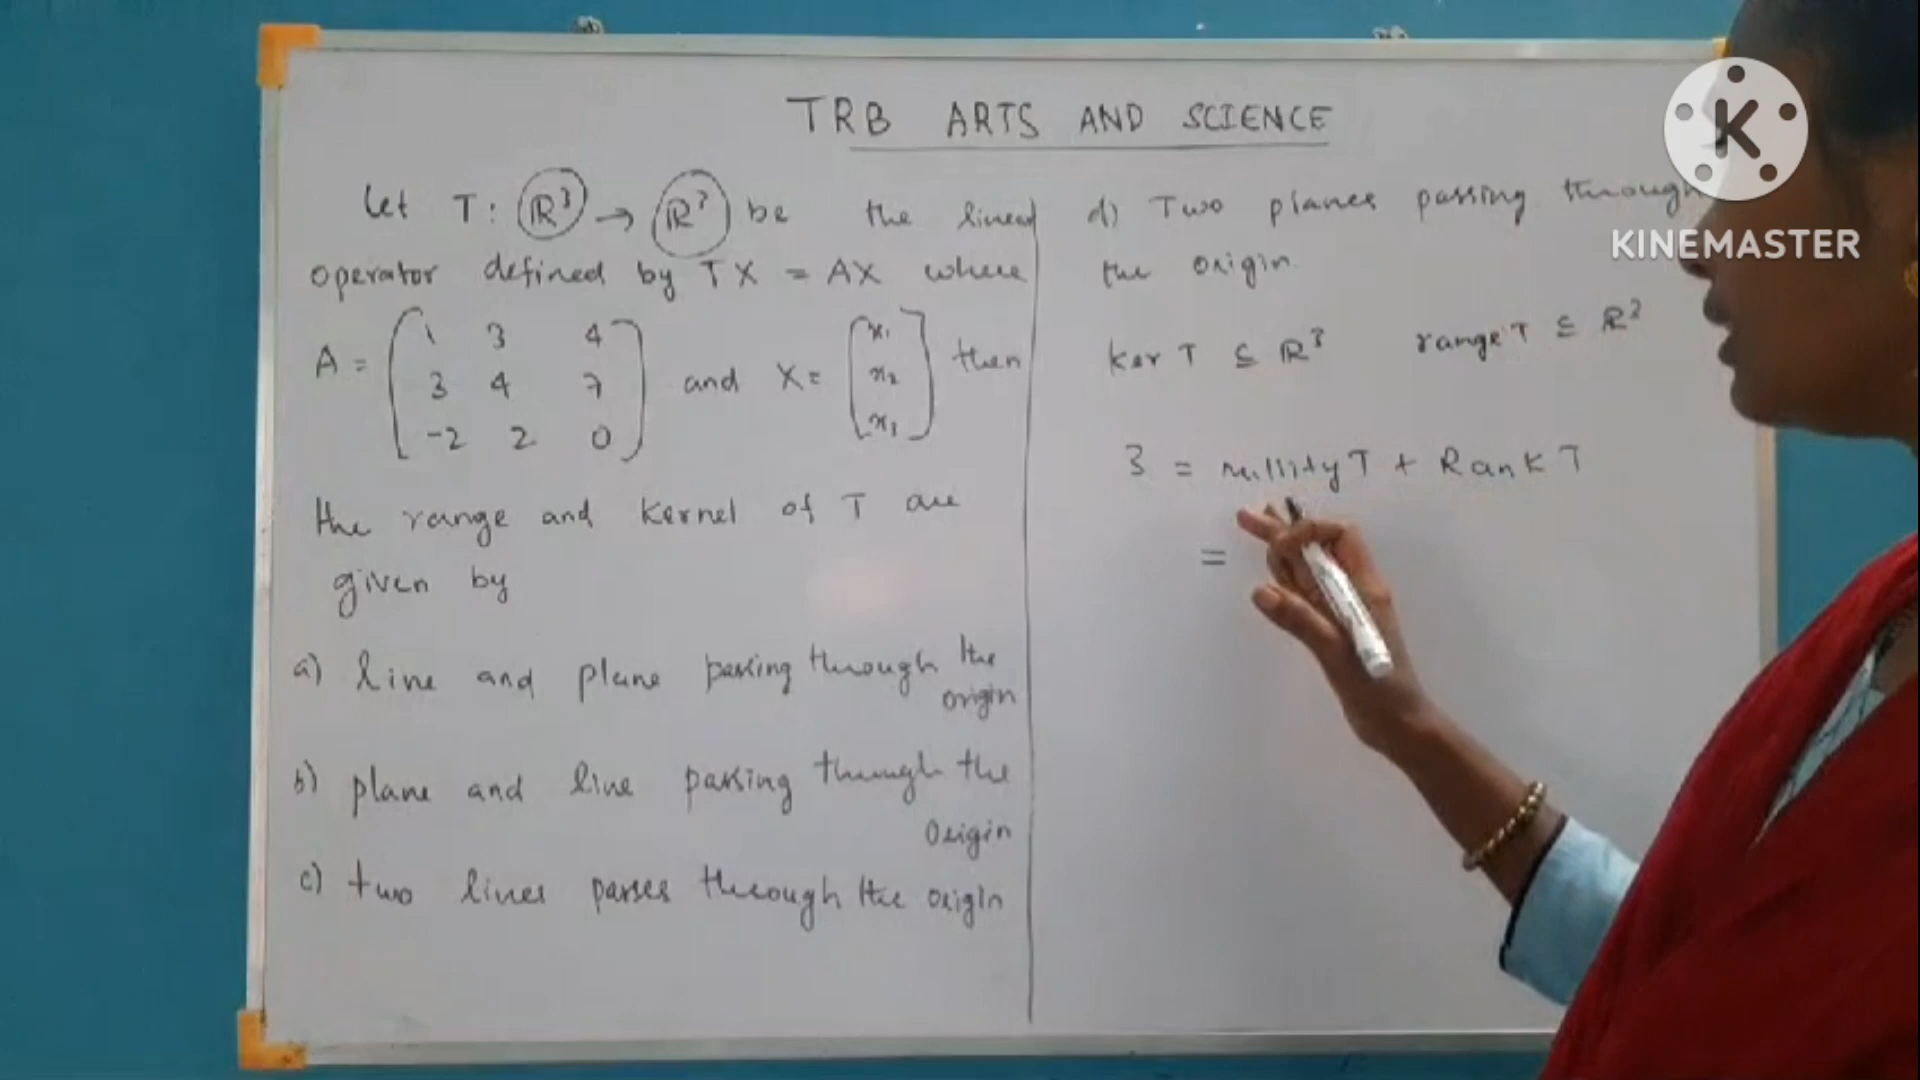 TRB ARTS AND SCIENCE
Let T: ℝ³ → ℝ³ be the linear
operator defined by TX = AX where
A = ( 1 3 4
3 4 7
-2 2 0 ) and X = [ x₁
x₂
x₃ ] then
the range and kernel of T are
given by
a) line and plane passing through the
origin
b) plane and line passing through the
origin
c) two lines passes through the origin
d) Two planes passing through
the origin
ker T ⊆ ℝ³ range T ⊆ ℝ³
3 = nullity T + Rank T
=
K
KINEMASTER